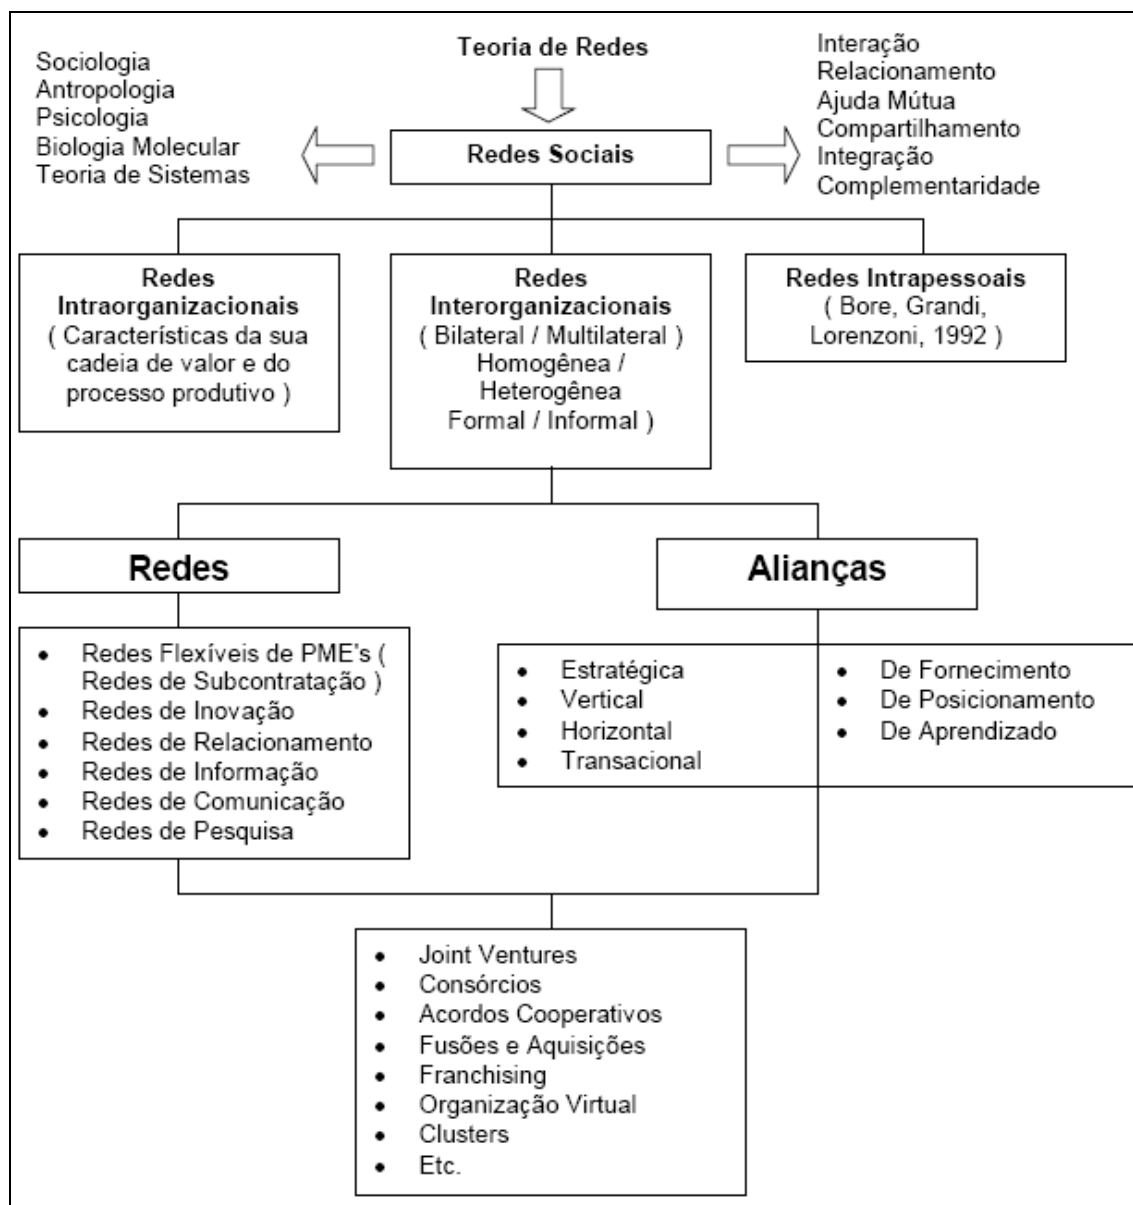 Teoria de Redes
Sociologia
Antropologia
Psicologia
Biologia Molecular
Teoria de Sistemas
Redes Sociais
Interação
Relacionamento
Ajuda Mútua
Compartilhamento
Integração
Complementaridade
Redes
Intraorganizacionais
( Características da sua
cadeia de valor e do
processo produtivo )
Redes
Interorganizacionais
( Bilateral / Multilateral )
Homogênea /
Heterogênea
Formal / Informal )
Redes Intrapessoais
( Bore, Grandi,
Lorenzoni, 1992 )
Redes
Alianças
• Redes Flexíveis de PME's (
Redes de Subcontratação )
• Redes de Inovação
• Redes de Relacionamento
• Redes de Informação
• Redes de Comunicação
• Redes de Pesquisa
• Estratégica
• Vertical
• Horizontal
• Transacional
• De Fornecimento
• De Posicionamento
• De Aprendizado
• Joint Ventures
• Consórcios
• Acordos Cooperativos
• Fusões e Aquisições
• Franchising
• Organização Virtual
• Clusters
• Etc.